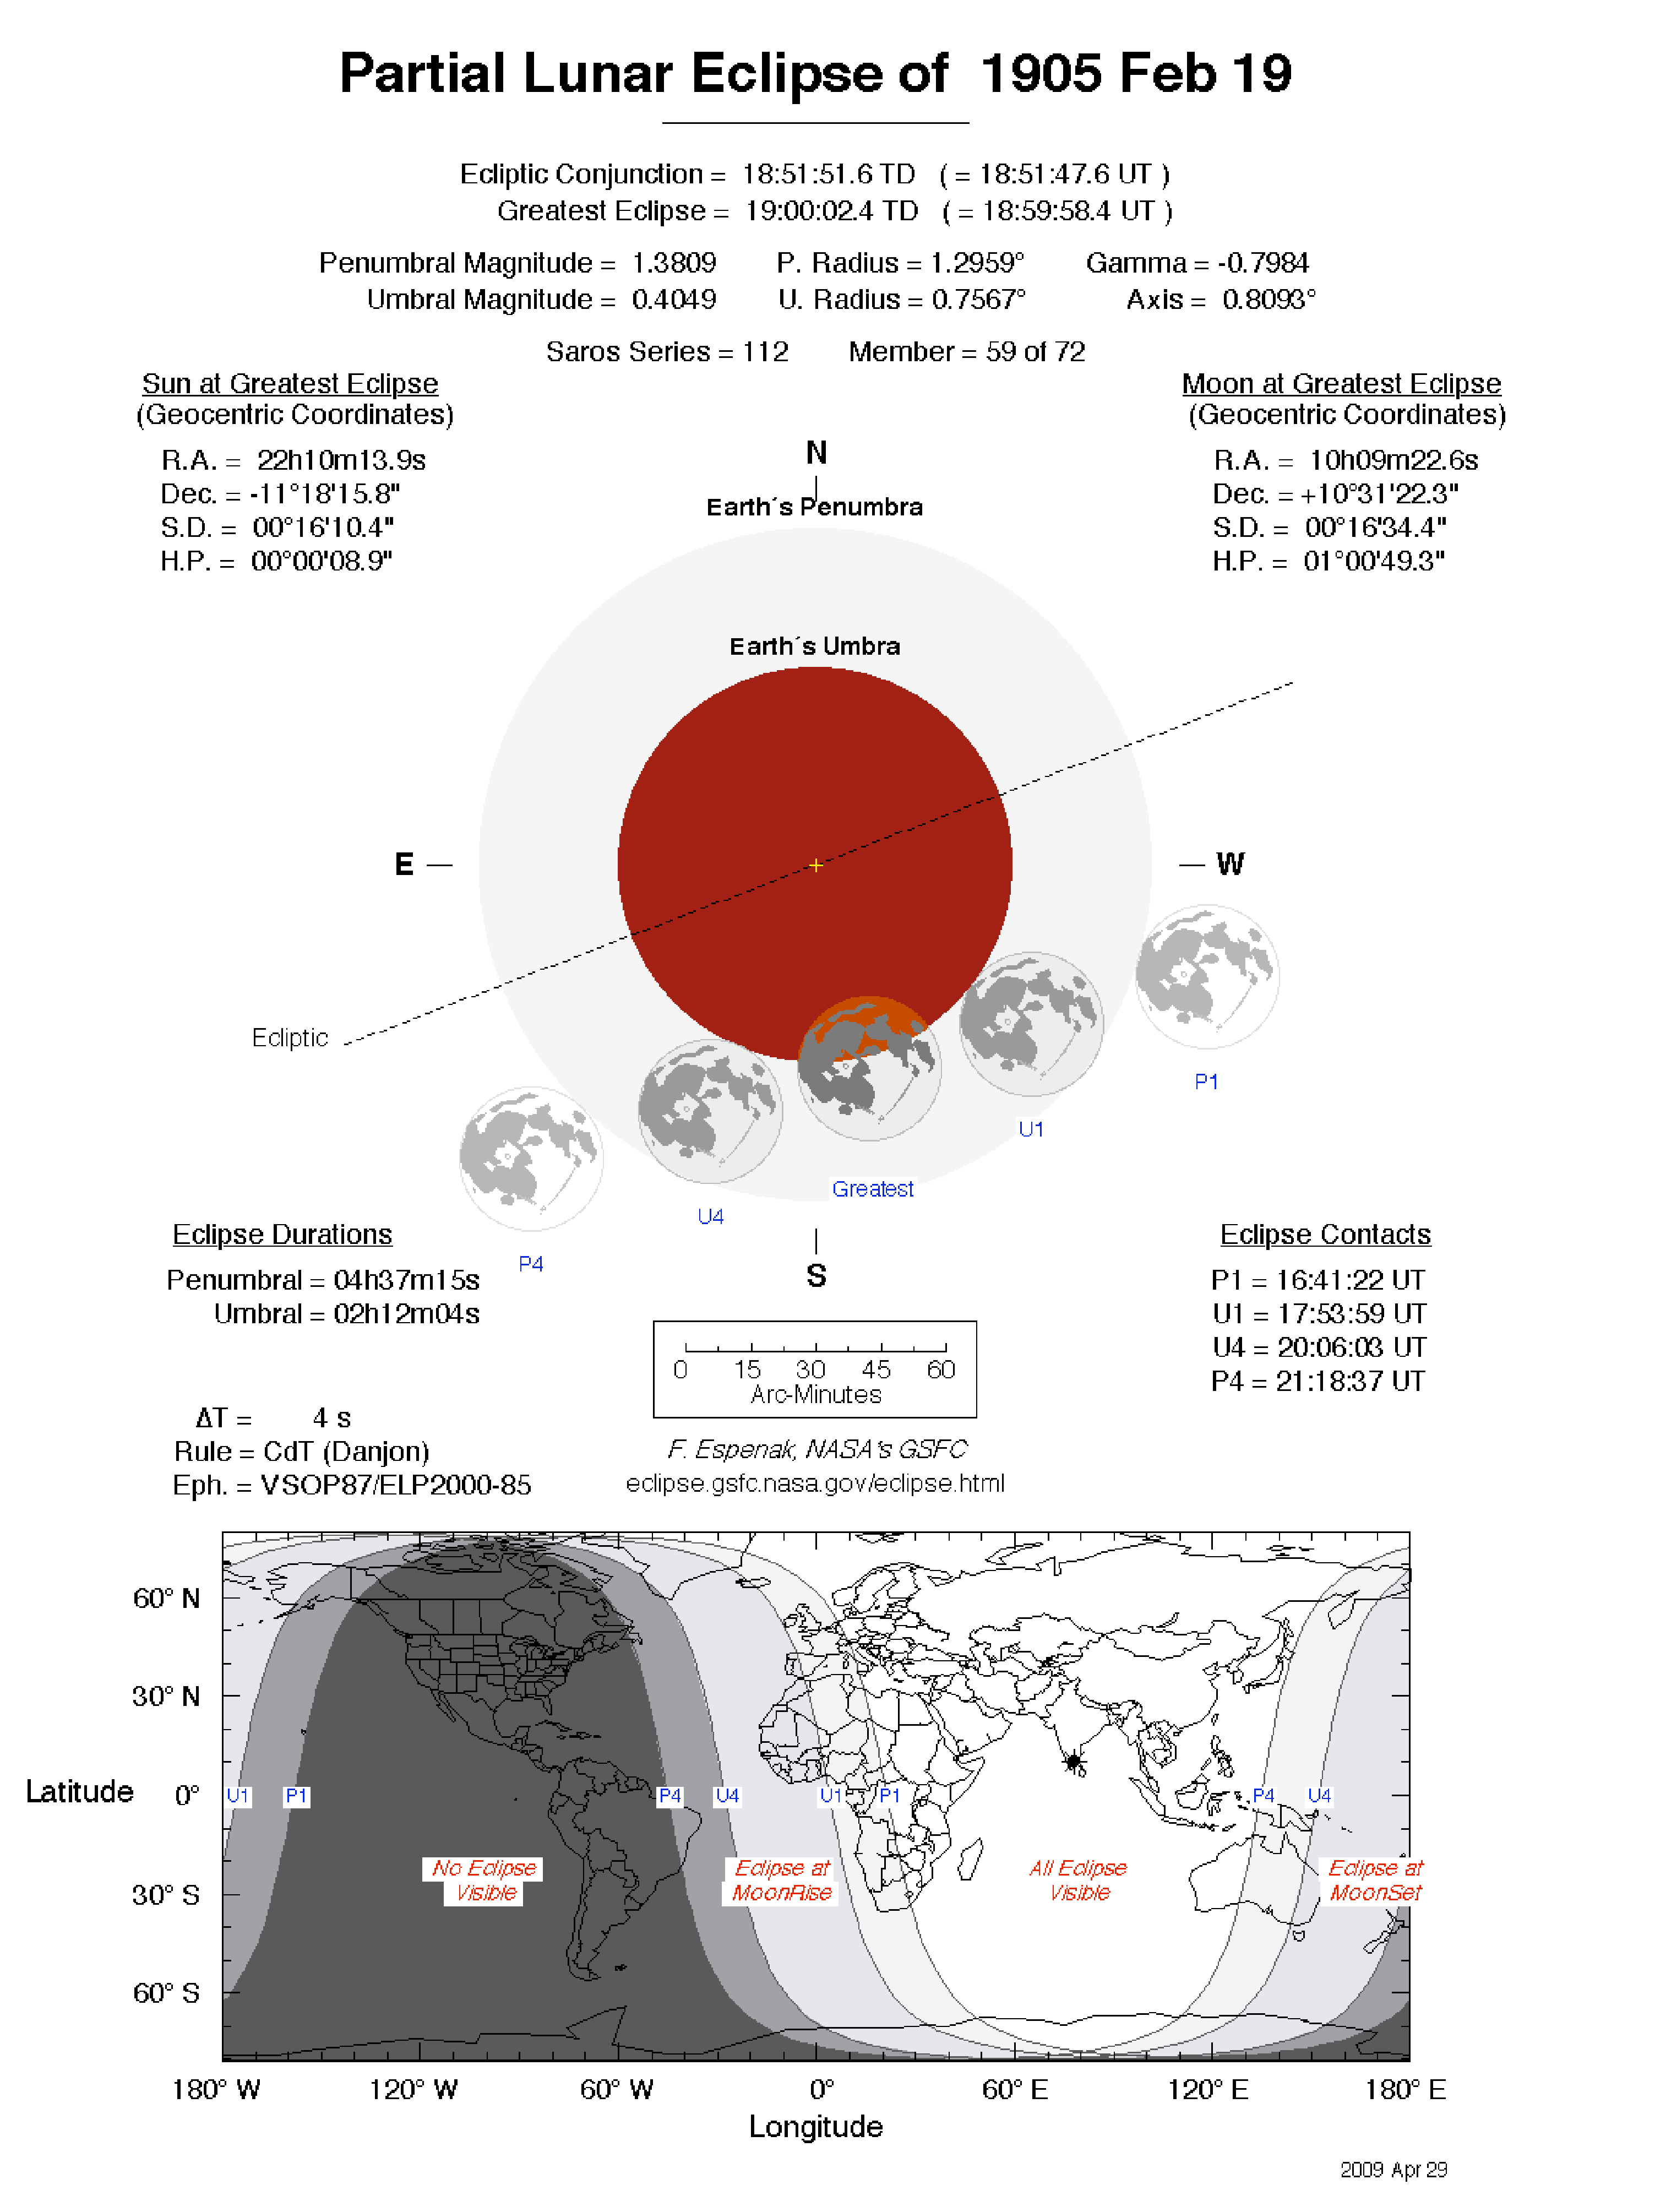 Partial Lunar Eclipse of 1905 Feb 19
Ecliptic Conjunction = 18:51:51.6 TD ( = 18:51:47.6 UT )
Greatest Eclipse = 19:00:02.4 TD ( = 18:59:58.4 UT )
Penumbral Magnitude = 1.3809 P. Radius = 1.2959° Gamma = -0.7984
Umbral Magnitude = 0.4049 U. Radius = 0.7567° Axis = 0.8093°
Saros Series = 112 Member = 59 of 72
Sun at Greatest Eclipse
(Geocentric Coordinates)
R.A. = 22h10m13.9s
Dec. = -11°18'15.8"
S.D. = 00°16'10.4"
H.P. = 00°00'08.9"
Moon at Greatest Eclipse
(Geocentric Coordinates)
R.A. = 10h09m22.6s
Dec. = +10°31'22.3"
S.D. = 00°16'34.4"
H.P. = 01°00'49.3"
N
Earth´s Penumbra
Earth´s Umbra
E
W
Ecliptic
P1
U1
Greatest
U4
P4
S
Eclipse Durations
Penumbral = 04h37m15s
Umbral = 02h12m04s
Eclipse Contacts
P1 = 16:41:22 UT
U1 = 17:53:59 UT
U4 = 20:06:03 UT
P4 = 21:18:37 UT
0 15 30 45 60
Arc-Minutes
ΔT = 4 s
Rule = CdT (Danjon)
Eph. = VSOP87/ELP2000-85
F. Espenak, NASA's GSFC
eclipse.gsfc.nasa.gov/eclipse.html
60° N
30° N
Latitude 0°
30° S
60° S
U1 P1 P4 U4 U1 P1 P4 U4
No Eclipse
Visible
Eclipse at
MoonRise
All Eclipse
Visible
Eclipse at
MoonSet
180° W 120° W 60° W 0° 60° E 120° E 180° E
Longitude
2009 Apr 29